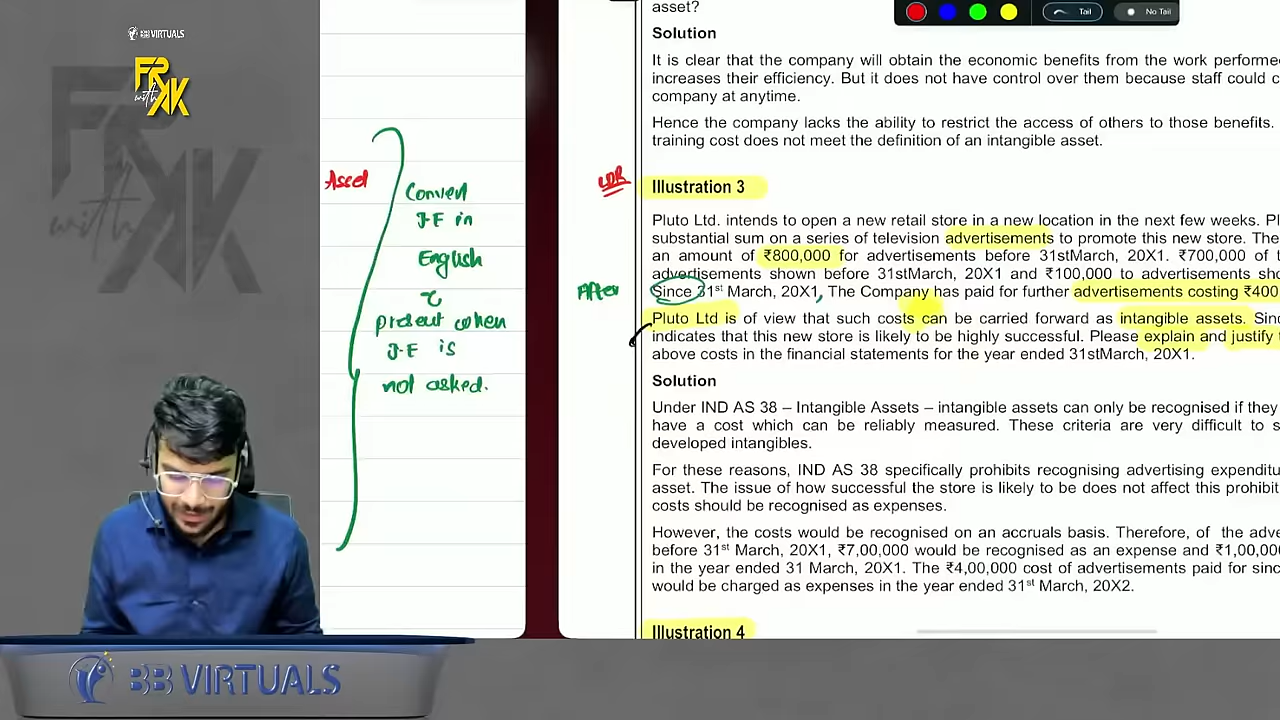 BB VIRTUALS
FR
with
AK
FR
with
AK
Asset
Convert
J.E in
English
&
present when
J.E is
not asked.
LDR
After
Tail
No Tail
asset?
Solution
It is clear that the company will obtain the economic benefits from the work performe
increases their efficiency. But it does not have control over them because staff could
company at anytime.
Hence the company lacks the ability to restrict the access of others to those benefits.
training cost does not meet the definition of an intangible asset.
Illustration 3
Pluto Ltd. intends to open a new retail store in a new location in the next few weeks.
substantial sum on a series of television advertisements to promote this new store. The
an amount of ₹800,000 for advertisements before 31stMarch, 20X1. ₹700,000 of
advertisements shown before 31stMarch, 20X1 and ₹100,000 to advertisements
Since 31st March, 20X1, The Company has paid for further advertisements costing ₹400
Pluto Ltd is of view that such costs can be carried forward as intangible assets.
indicates that this new store is likely to be highly successful. Please explain and justify
above costs in the financial statements for the year ended 31stMarch, 20X1.
Solution
Under IND AS 38 – Intangible Assets – intangible assets can only be recognised if they
have a cost which can be reliably measured. These criteria are very difficult to
developed intangibles.
For these reasons, IND AS 38 specifically prohibits recognising advertising expenditu
asset. The issue of how successful the store is likely to be does not affect this prohibit
costs should be recognised as expenses.
However, the costs would be recognised on an accruals basis. Therefore, of the adve
before 31st March, 20X1, ₹7,00,000 would be recognised as an expense and ₹1,00,00
in the year ended 31 March, 20X1. The ₹4,00,000 cost of advertisements paid for sinc
would be charged as expenses in the year ended 31st March, 20X2.
Illustration 4
BB VIRTUALS